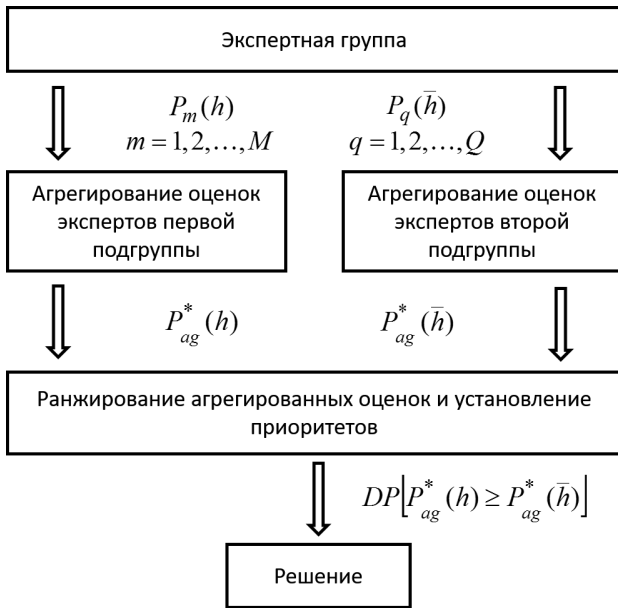 Экспертная группа
P_m(h) P_q(h̅)
m = 1,2,…,M q = 1,2,…,Q
Агрегирование оценок
экспертов первой
подгруппы
Агрегирование оценок
экспертов второй
подгруппы
P*_ag(h) P*_ag(h̅)
Ранжирование агрегированных оценок и установление
приоритетов
DP⌊P*_ag(h) ≥ P*_ag(h̅)⌋
Решение